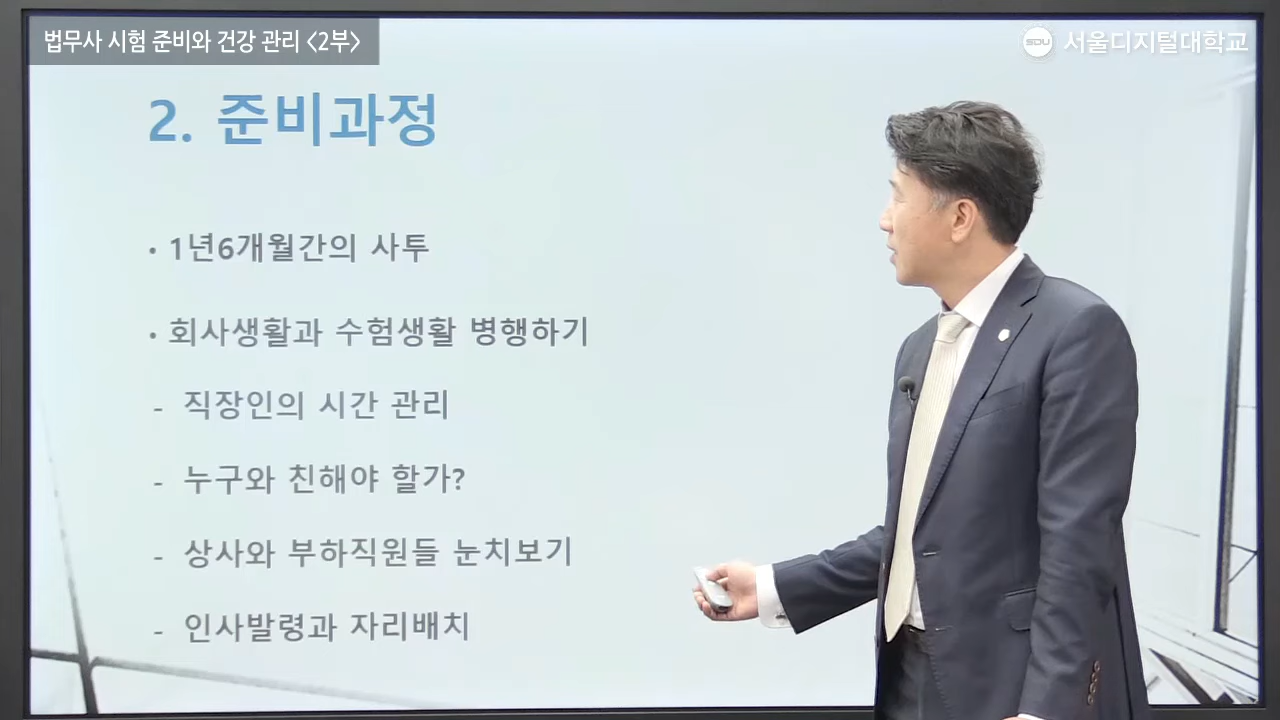 법무사 시험 준비와 건강 관리 <2부>
SDU 서울디지털대학교
2. 준비과정
• 1년6개월간의 사투
• 회사생활과 수험생활 병행하기
- 직장인의 시간 관리
- 누구와 친해야 할가?
- 상사와 부하직원들 눈치보기
- 인사발령과 자리배치